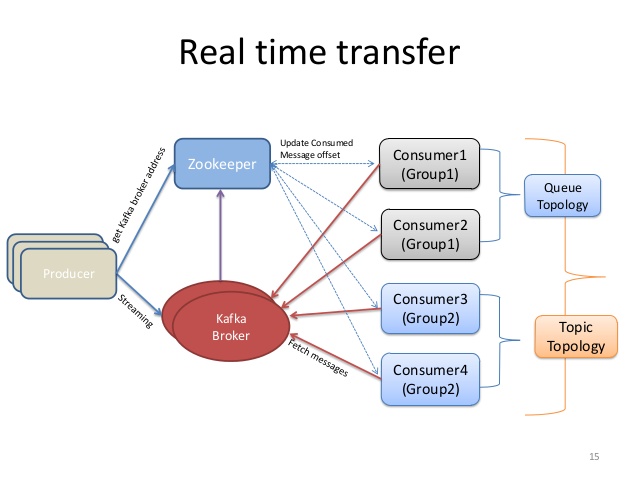 Real time transfer
get Kafka broker address
Zookeeper
Update Consumed
Message offset
Consumer1
(Group1)
Queue
Topology
Consumer2
(Group1)
Producer
Streaming
Kafka
Broker
Fetch messages
Consumer3
(Group2)
Topic
Topology
Consumer4
(Group2)
15